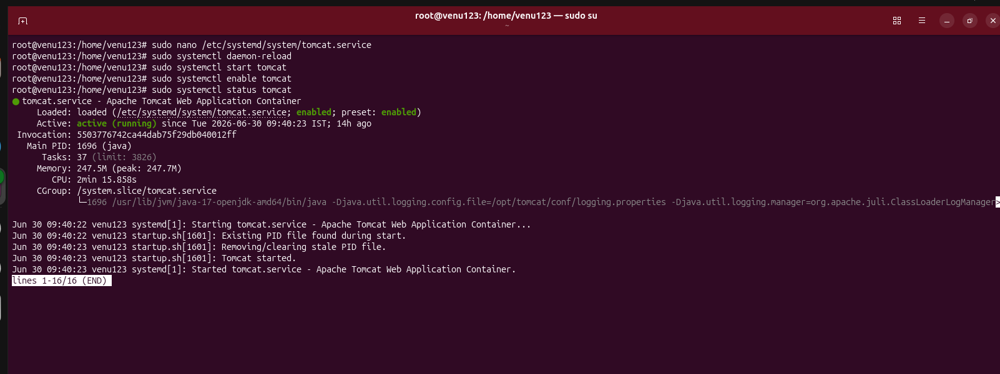 root@venu123: /home/venu123 — sudo su
~
root@venu123:/home/venu123# sudo nano /etc/systemd/system/tomcat.service
root@venu123:/home/venu123# sudo systemctl daemon-reload
root@venu123:/home/venu123# sudo systemctl start tomcat
root@venu123:/home/venu123# sudo systemctl enable tomcat
root@venu123:/home/venu123# sudo systemctl status tomcat
● tomcat.service - Apache Tomcat Web Application Container
     Loaded: loaded (/etc/systemd/system/tomcat.service; enabled; preset: enabled)
     Active: active (running) since Tue 2026-06-30 09:40:23 IST; 14h ago
 Invocation: 5503776742ca44dab75f29db040012ff
   Main PID: 1696 (java)
      Tasks: 37 (limit: 3826)
     Memory: 247.5M (peak: 247.7M)
        CPU: 2min 15.858s
     CGroup: /system.slice/tomcat.service
             └─1696 /usr/lib/jvm/java-17-openjdk-amd64/bin/java -Djava.util.logging.config.file=/opt/tomcat/conf/logging.properties -Djava.util.logging.manager=org.apache.juli.ClassLoaderLogManager>
Jun 30 09:40:22 venu123 systemd[1]: Starting tomcat.service - Apache Tomcat Web Application Container...
Jun 30 09:40:22 venu123 startup.sh[1601]: Existing PID file found during start.
Jun 30 09:40:23 venu123 startup.sh[1601]: Removing/clearing stale PID file.
Jun 30 09:40:23 venu123 startup.sh[1601]: Tomcat started.
Jun 30 09:40:23 venu123 systemd[1]: Started tomcat.service - Apache Tomcat Web Application Container.
lines 1-16/16 (END)